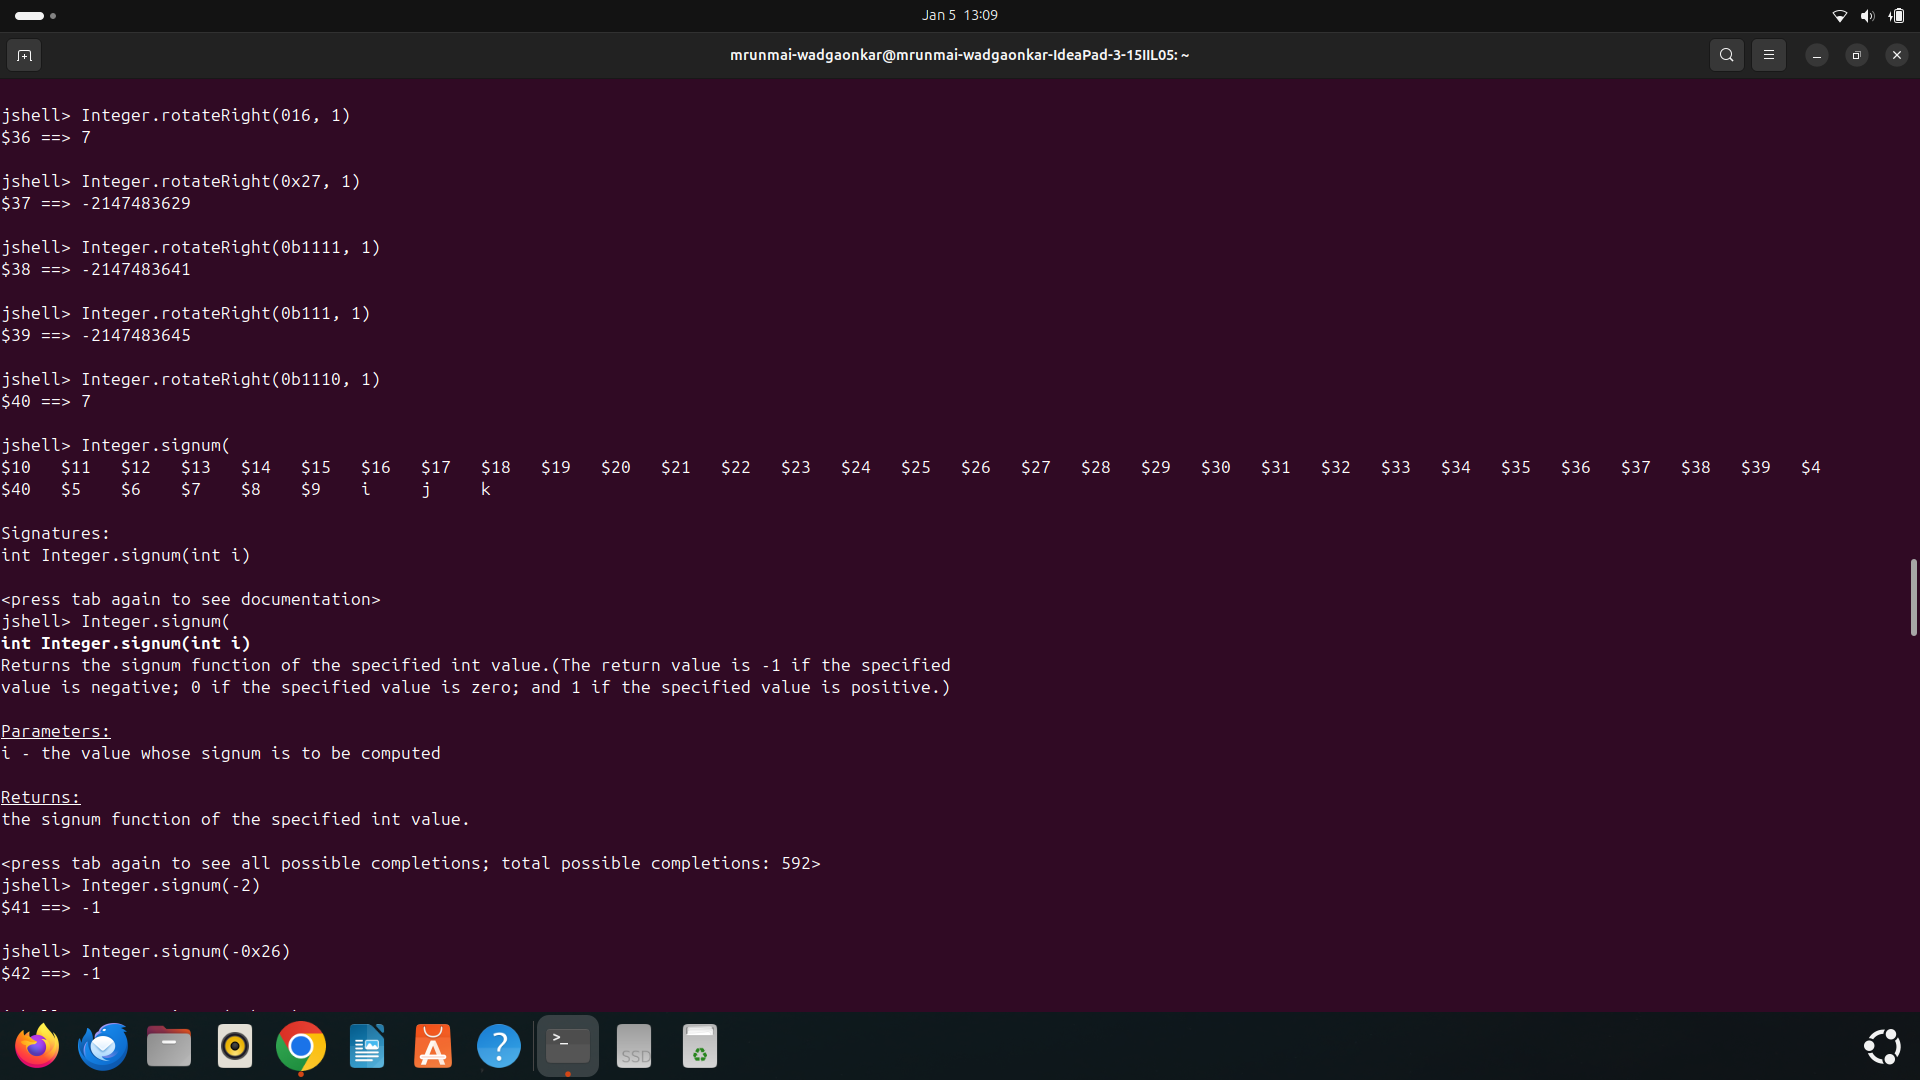 Jan 5 13:09
mrunmai-wadgaonkar@mrunmai-wadgaonkar-IdeaPad-3-15IIL05: ~
jshell> Integer.rotateRight(016, 1)
$36 ==> 7
jshell> Integer.rotateRight(0x27, 1)
$37 ==> -2147483629
jshell> Integer.rotateRight(0b1111, 1)
$38 ==> -2147483641
jshell> Integer.rotateRight(0b111, 1)
$39 ==> -2147483645
jshell> Integer.rotateRight(0b1110, 1)
$40 ==> 7
jshell> Integer.signum(
$10 $11 $12 $13 $14 $15 $16 $17 $18 $19 $20 $21 $22 $23 $24 $25 $26 $27 $28 $29 $30 $31 $32 $33 $34 $35 $36 $37 $38 $39 $4
$40 $5 $6 $7 $8 $9 i j k
Signatures:
int Integer.signum(int i)
<press tab again to see documentation>
jshell> Integer.signum(
int Integer.signum(int i)
Returns the signum function of the specified int value.(The return value is -1 if the specified
value is negative; 0 if the specified value is zero; and 1 if the specified value is positive.)
Parameters:
i - the value whose signum is to be computed
Returns:
the signum function of the specified int value.
<press tab again to see all possible completions; total possible completions: 592>
jshell> Integer.signum(-2)
$41 ==> -1
jshell> Integer.signum(-0x26)
$42 ==> -1
SSD